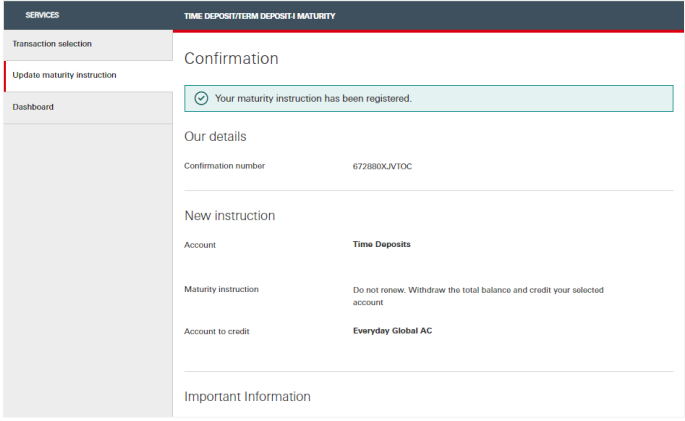 SERVICES
TIME DEPOSIT/TERM DEPOSIT-I MATURITY
Transaction selection
Update maturity instruction
Dashboard
Confirmation
Your maturity instruction has been registered.
Our details
Confirmation number
672880XJVTOC
New instruction
Account
Time Deposits
Maturity instruction
Do not renew. Withdraw the total balance and credit your selected
account
Account to credit
Everyday Global AC
Important Information